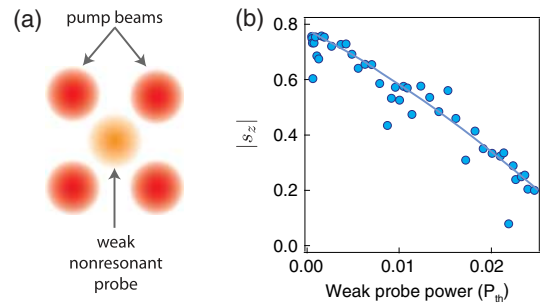 (a)
pump beams
weak
nonresonant
probe
(b)
0.8
0.6
0.4
0.2
0.0
|s_z|
0.00
0.01
0.02
Weak probe power (P_th)